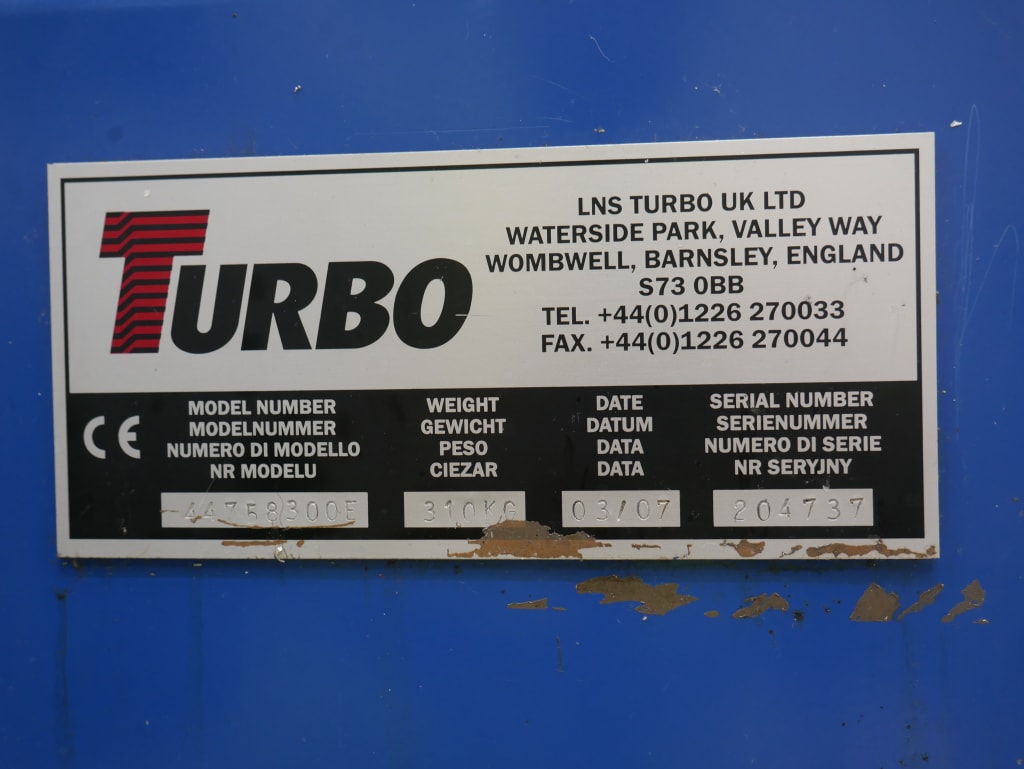 TURBO
LNS TURBO UK LTD
WATERSIDE PARK, VALLEY WAY
WOMBWELL, BARNSLEY, ENGLAND
S73 0BB
TEL. +44(0)1226 270033
FAX. +44(0)1226 270044
CE
MODEL NUMBER
MODELNUMMER
NUMERO DI MODELLO
NR MODELU
44758300E
WEIGHT
GEWICHT
PESO
CIEZAR
310KG
DATE
DATUM
DATA
DATA
03/07
SERIAL NUMBER
SERIENUMMER
NUMERO DI SERIE
NR SERYJNY
204737